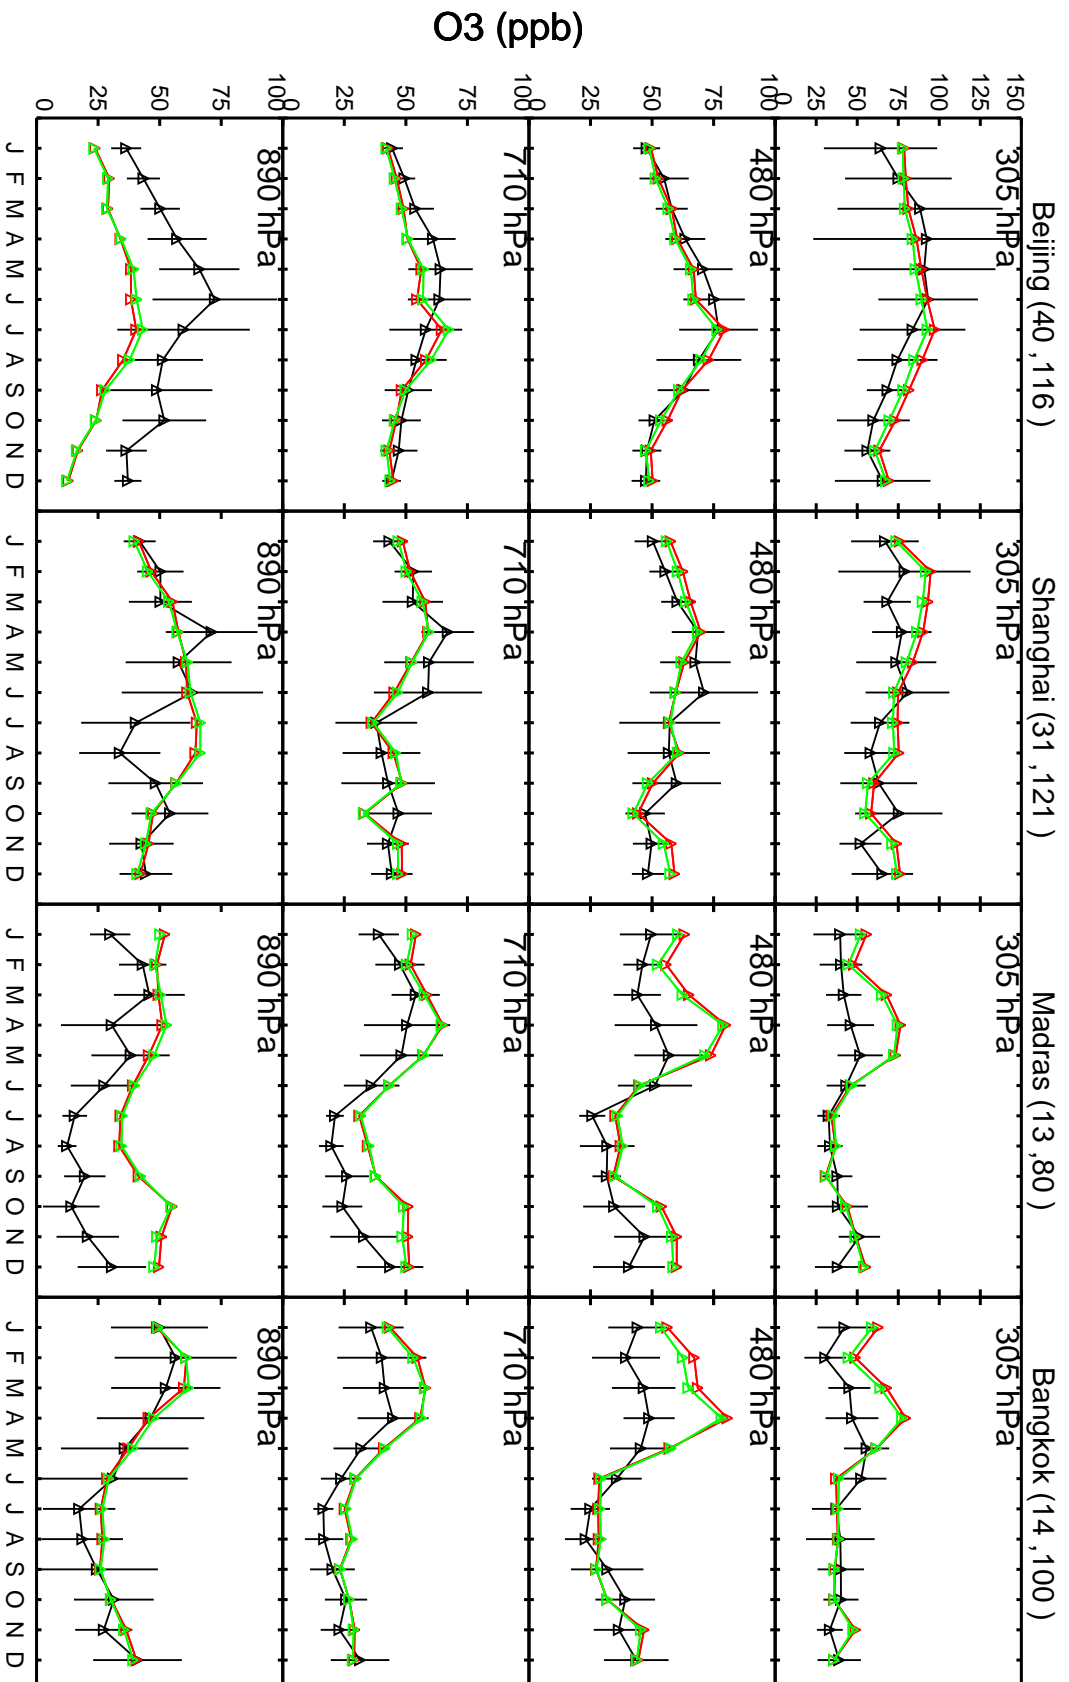 O3 (ppb)
Beijing (40 ,116 )
Shanghai (31 ,121 )
Madras (13 ,80 )
Bangkok (14 ,100 )
305 hPa
305 hPa
305 hPa
305 hPa
0 25 50 75 100 125 150
480 hPa
480 hPa
480 hPa
480 hPa
0 25 50 75 100
710 hPa
710 hPa
710 hPa
710 hPa
0 25 50 75 100
890 hPa
890 hPa
890 hPa
890 hPa
0 25 50 75 100
J F M A M J J A S O N D
J F M A M J J A S O N D
J F M A M J J A S O N D
J F M A M J J A S O N D